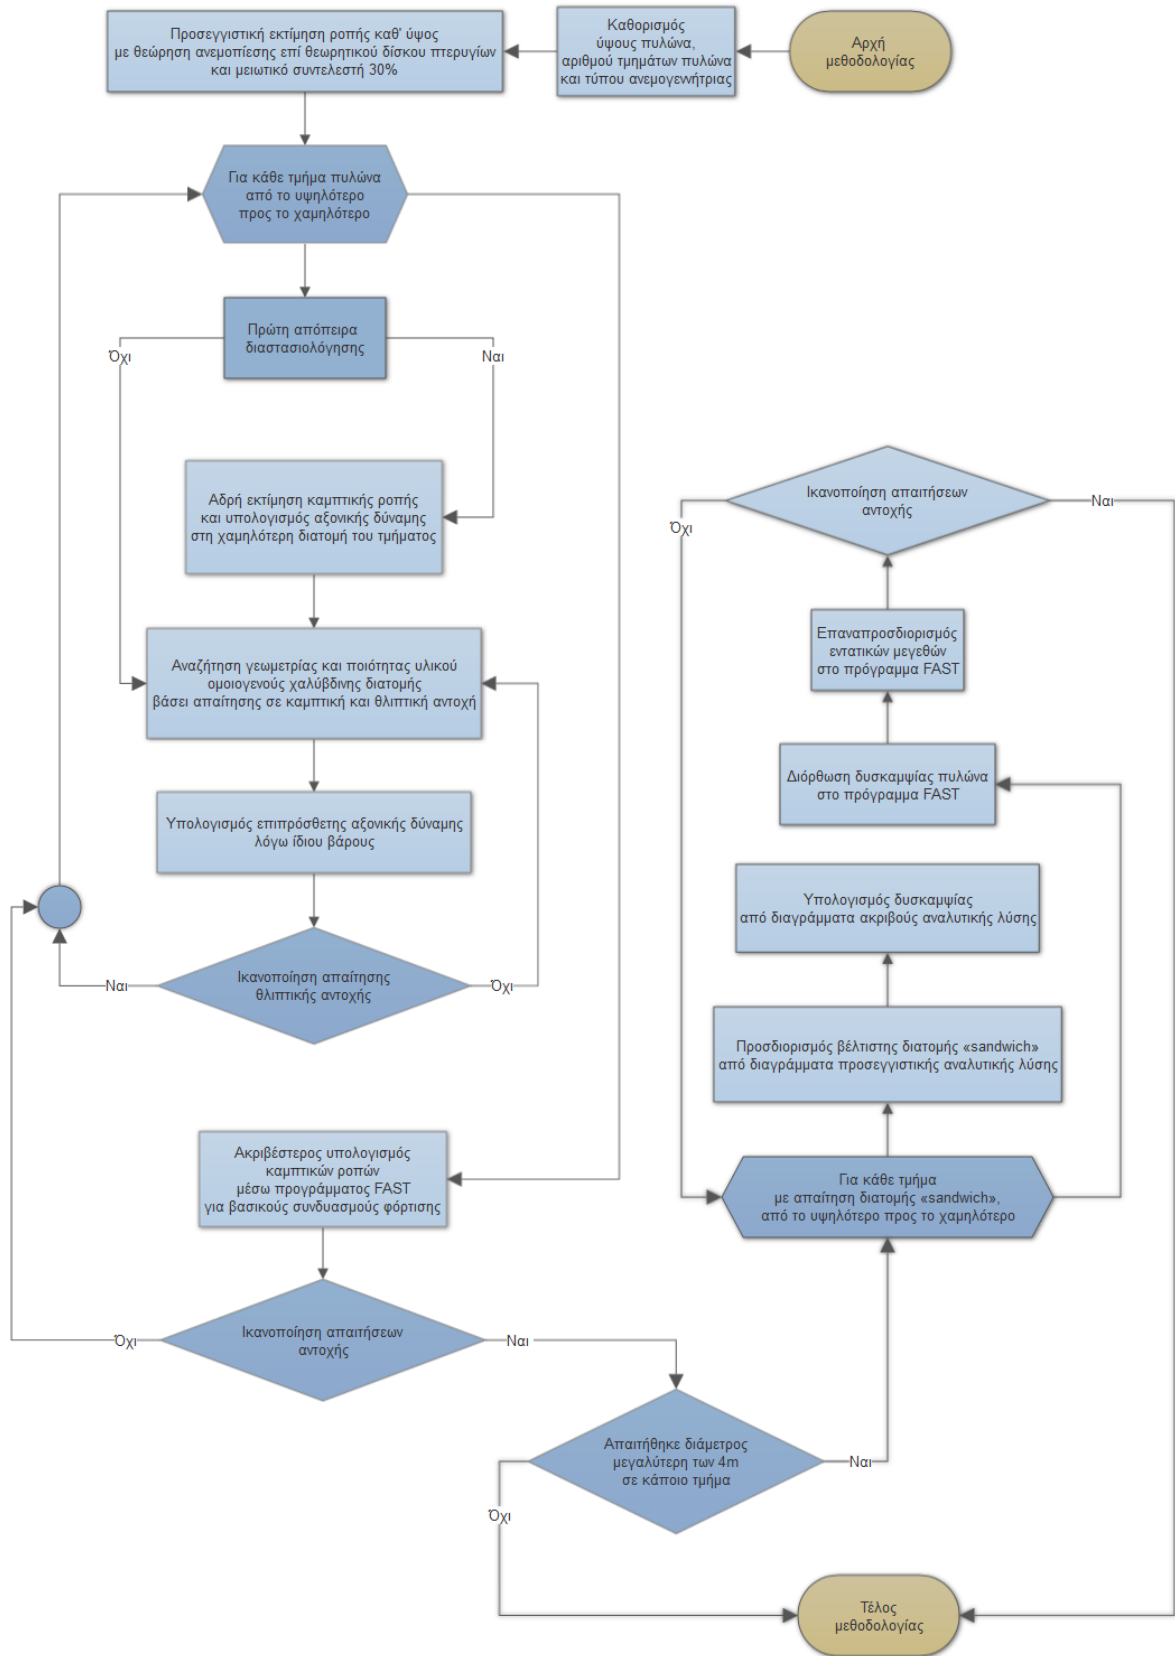 Αρχή
μεθοδολογίας
Καθορισμός
ύψους πυλώνα,
αριθμού τμημάτων πυλώνα
και τύπου ανεμογεννήτριας
Προσεγγιστική εκτίμηση ροπής καθ' ύψος
με θεώρηση ανεμοπίεσης επί θεωρητικού δίσκου πτερυγίων
και μειωτικό συντελεστή 30%
Για κάθε τμήμα πυλώνα
από το υψηλότερο
προς το χαμηλότερο
Πρώτη απόπειρα
διαστασιολόγησης
Όχι
Ναι
Αδρή εκτίμηση καμπτικής ροπής
και υπολογισμός αξονικής δύναμης
στη χαμηλότερη διατομή του τμήματος
Αναζήτηση γεωμετρίας και ποιότητας υλικού
ομοιογενούς χαλύβδινης διατομής
βάσει απαίτησης σε καμπτική και θλιπτική αντοχή
Υπολογισμός επιπρόσθετης αξονικής δύναμης
λόγω ίδιου βάρους
Ικανοποίηση απαίτησης
θλιπτικής αντοχής
Ναι
Όχι
Ακριβέστερος υπολογισμός
καμπτικών ροπών
μέσω προγράμματος FAST
για βασικούς συνδυασμούς φόρτισης
Ικανοποίηση απαιτήσεων
αντοχής
Όχι
Ναι
Απαιτήθηκε διάμετρος
μεγαλύτερη των 4m
σε κάποιο τμήμα
Όχι
Ναι
Για κάθε τμήμα
με απαίτηση διατομής «sandwich»,
από το υψηλότερο προς το χαμηλότερο
Προσδιορισμός βέλτιστης διατομής «sandwich»
από διαγράμματα προσεγγιστικής αναλυτικής λύσης
Υπολογισμός δυσκαμψίας
από διαγράμματα ακριβούς αναλυτικής λύσης
Διόρθωση δυσκαμψίας πυλώνα
στο πρόγραμμα FAST
Επαναπροσδιορισμός
εντατικών μεγεθών
στο πρόγραμμα FAST
Ικανοποίηση απαιτήσεων
αντοχής
Όχι
Ναι
Τέλος
μεθοδολογίας